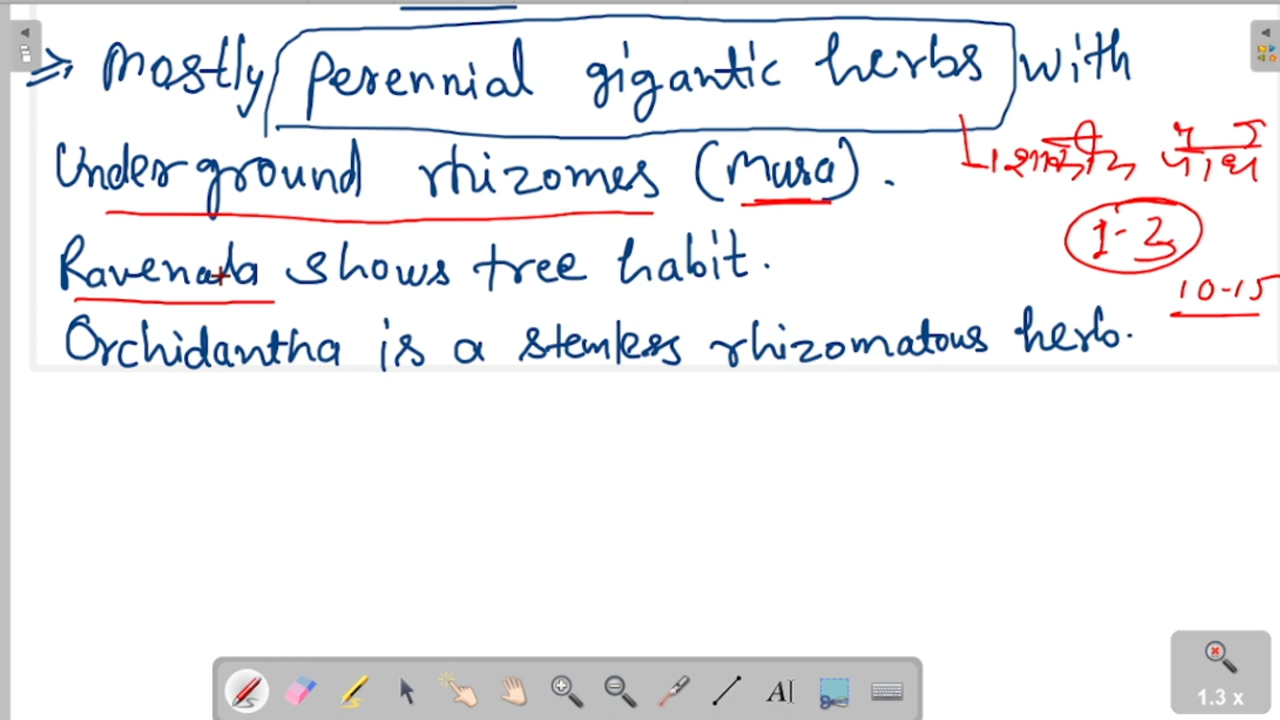 ⇒ Mostly perennial gigantic herbs with
Underground rhizomes (Musa).
Ravenala shows tree habit.
Orchidantha is a stemless rhizomatous herb.
1-3
10-15
AI
1.3 x